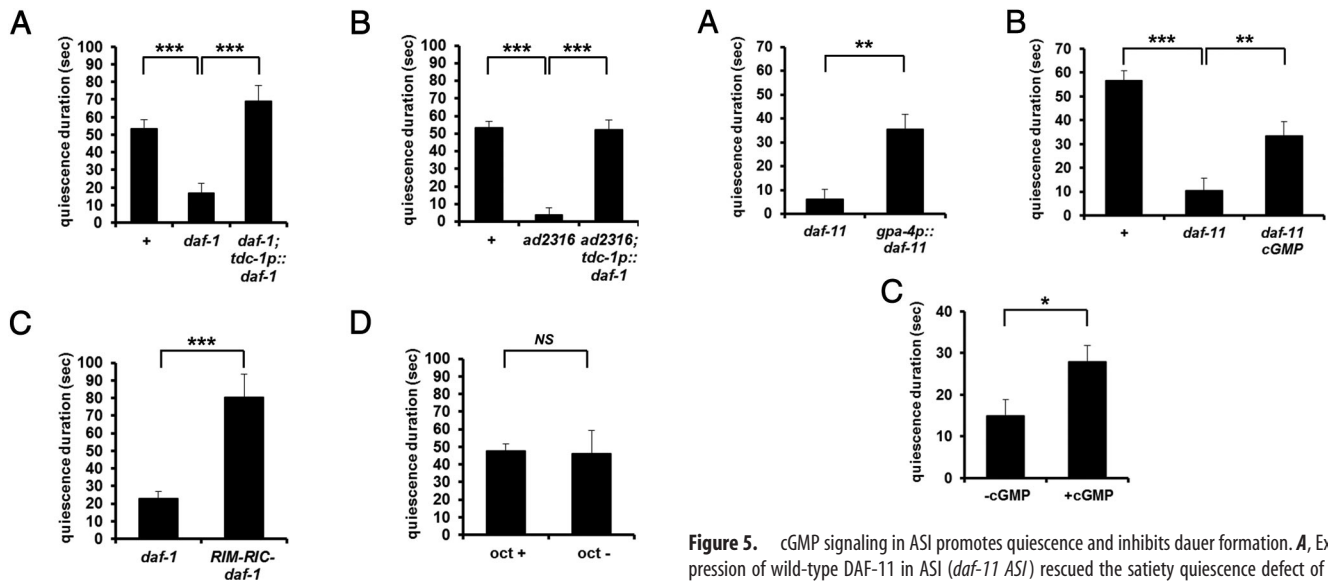 A
quiescence duration (sec)
100
90
80
70
60
50
40
30
20
10
0
***
***
+
daf-1
daf-1;
tdc-1p::
daf-1
B
quiescence duration (sec)
100
90
80
70
60
50
40
30
20
10
0
***
***
+
ad2316
ad2316;
tdc-1p::
daf-1
C
quiescence duration (sec)
100
90
80
70
60
50
40
30
20
10
0
***
daf-1
RIM-RIC-
daf-1
D
quiescence duration (sec)
100
90
80
70
60
50
40
30
20
10
0
NS
oct +
oct -
A
quiescence duration (sec)
70
60
50
40
30
20
10
0
**
daf-11
gpa-4p::
daf-11
B
quiescence duration (sec)
70
60
50
40
30
20
10
0
***
**
+
daf-11
daf-11
cGMP
C
quiescence duration (sec)
40
30
20
10
0
*
-cGMP
+cGMP
Figure 5. cGMP signaling in ASI promotes quiescence and inhibits dauer formation. A, Ex
pression of wild-type DAF-11 in ASI (daf-11 ASI) rescued the satiety quiescence defect of